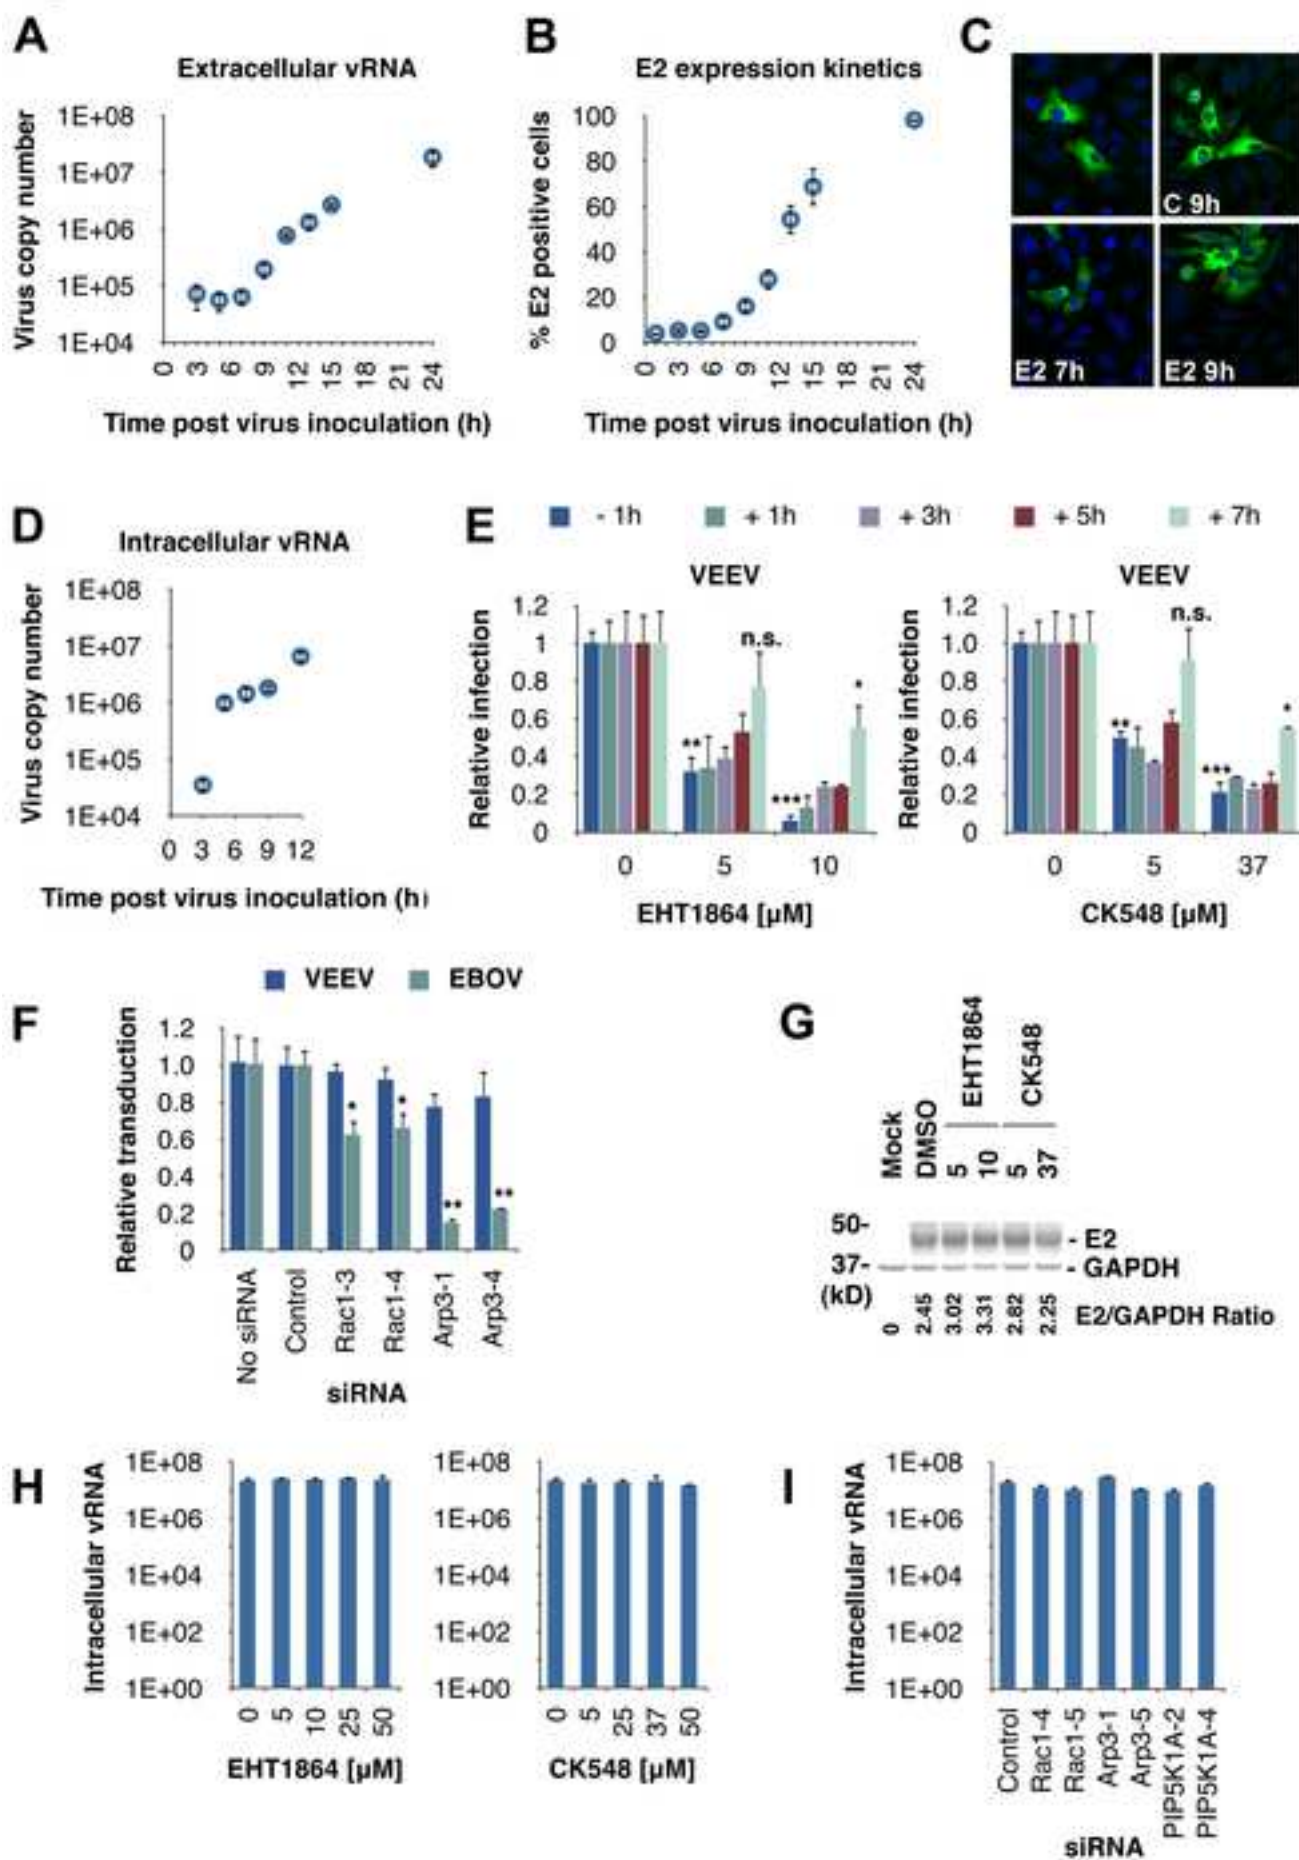 A
Extracellular vRNA
Virus copy number
1E+08
1E+07
1E+06
1E+05
1E+04
0 3 6 9 12 15 18 21 24
Time post virus inoculation (h)
B
E2 expression kinetics
% E2 positive cells
100
80
60
40
20
0
0 3 6 9 12 15 18 21 24
Time post virus inoculation (h)
C
C 9h
E2 7h
E2 9h
D
Intracellular vRNA
Virus copy number
1E+08
1E+07
1E+06
1E+05
1E+04
0 3 6 9 12
Time post virus inoculation (h)
E
- 1h + 1h + 3h + 5h + 7h
VEEV
Relative infection
1.2
1
0.8
0.6
0.4
0.2
0
n.s.
*
**
***
0 5 10
EHT1864 [µM]
VEEV
Relative infection
1.2
1
0.8
0.6
0.4
0.2
0
n.s.
**
*
***
0 5 37
CK548 [µM]
F
VEEV EBOV
Relative transduction
1.2
1.0
0.8
0.6
0.4
0.2
0
* * ** **
No siRNA
Control
Rac1-3
Rac1-4
Arp3-1
Arp3-4
siRNA
G
EHT1864
CK548
Mock
DMSO
5
10
5
37
50-
37-
(kD)
- E2
- GAPDH
0 2.45 3.02 3.31 2.82 2.25 E2/GAPDH Ratio
H
Intracellular vRNA
1E+08
1E+06
1E+04
1E+02
1E+00
0 5 10 25 50
EHT1864 [µM]
1E+08
1E+06
1E+04
1E+02
1E+00
0 5 25 37 50
CK548 [µM]
I
Intracellular vRNA
1E+08
1E+06
1E+04
1E+02
1E+00
Control
Rac1-4
Rac1-5
Arp3-1
Arp3-5
PIP5K1A-2
PIP5K1A-4
siRNA